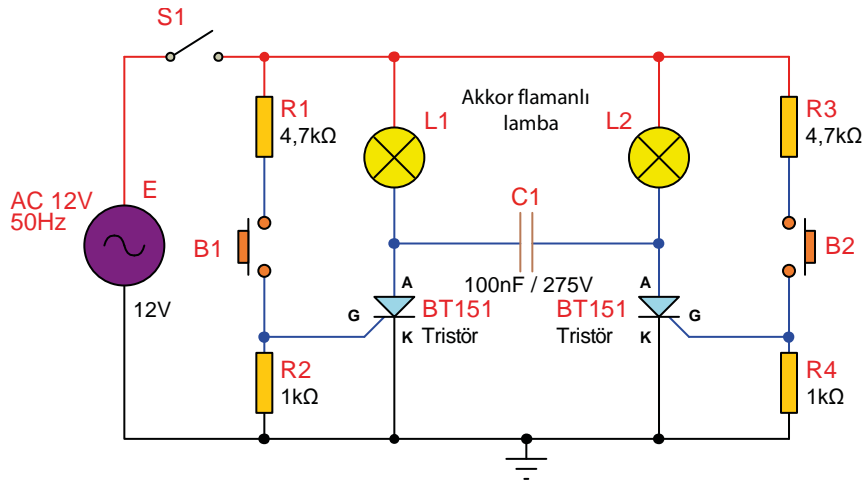 S1
R1
4,7kΩ
L1
Akkor flamanlı
lamba
L2
R3
4,7kΩ
AC 12V
50Hz
E
12V
B1
C1
100nF / 275V
B2
A
G
K
BT151
Tristör
BT151
Tristör
A
G
K
R2
1kΩ
R4
1kΩ